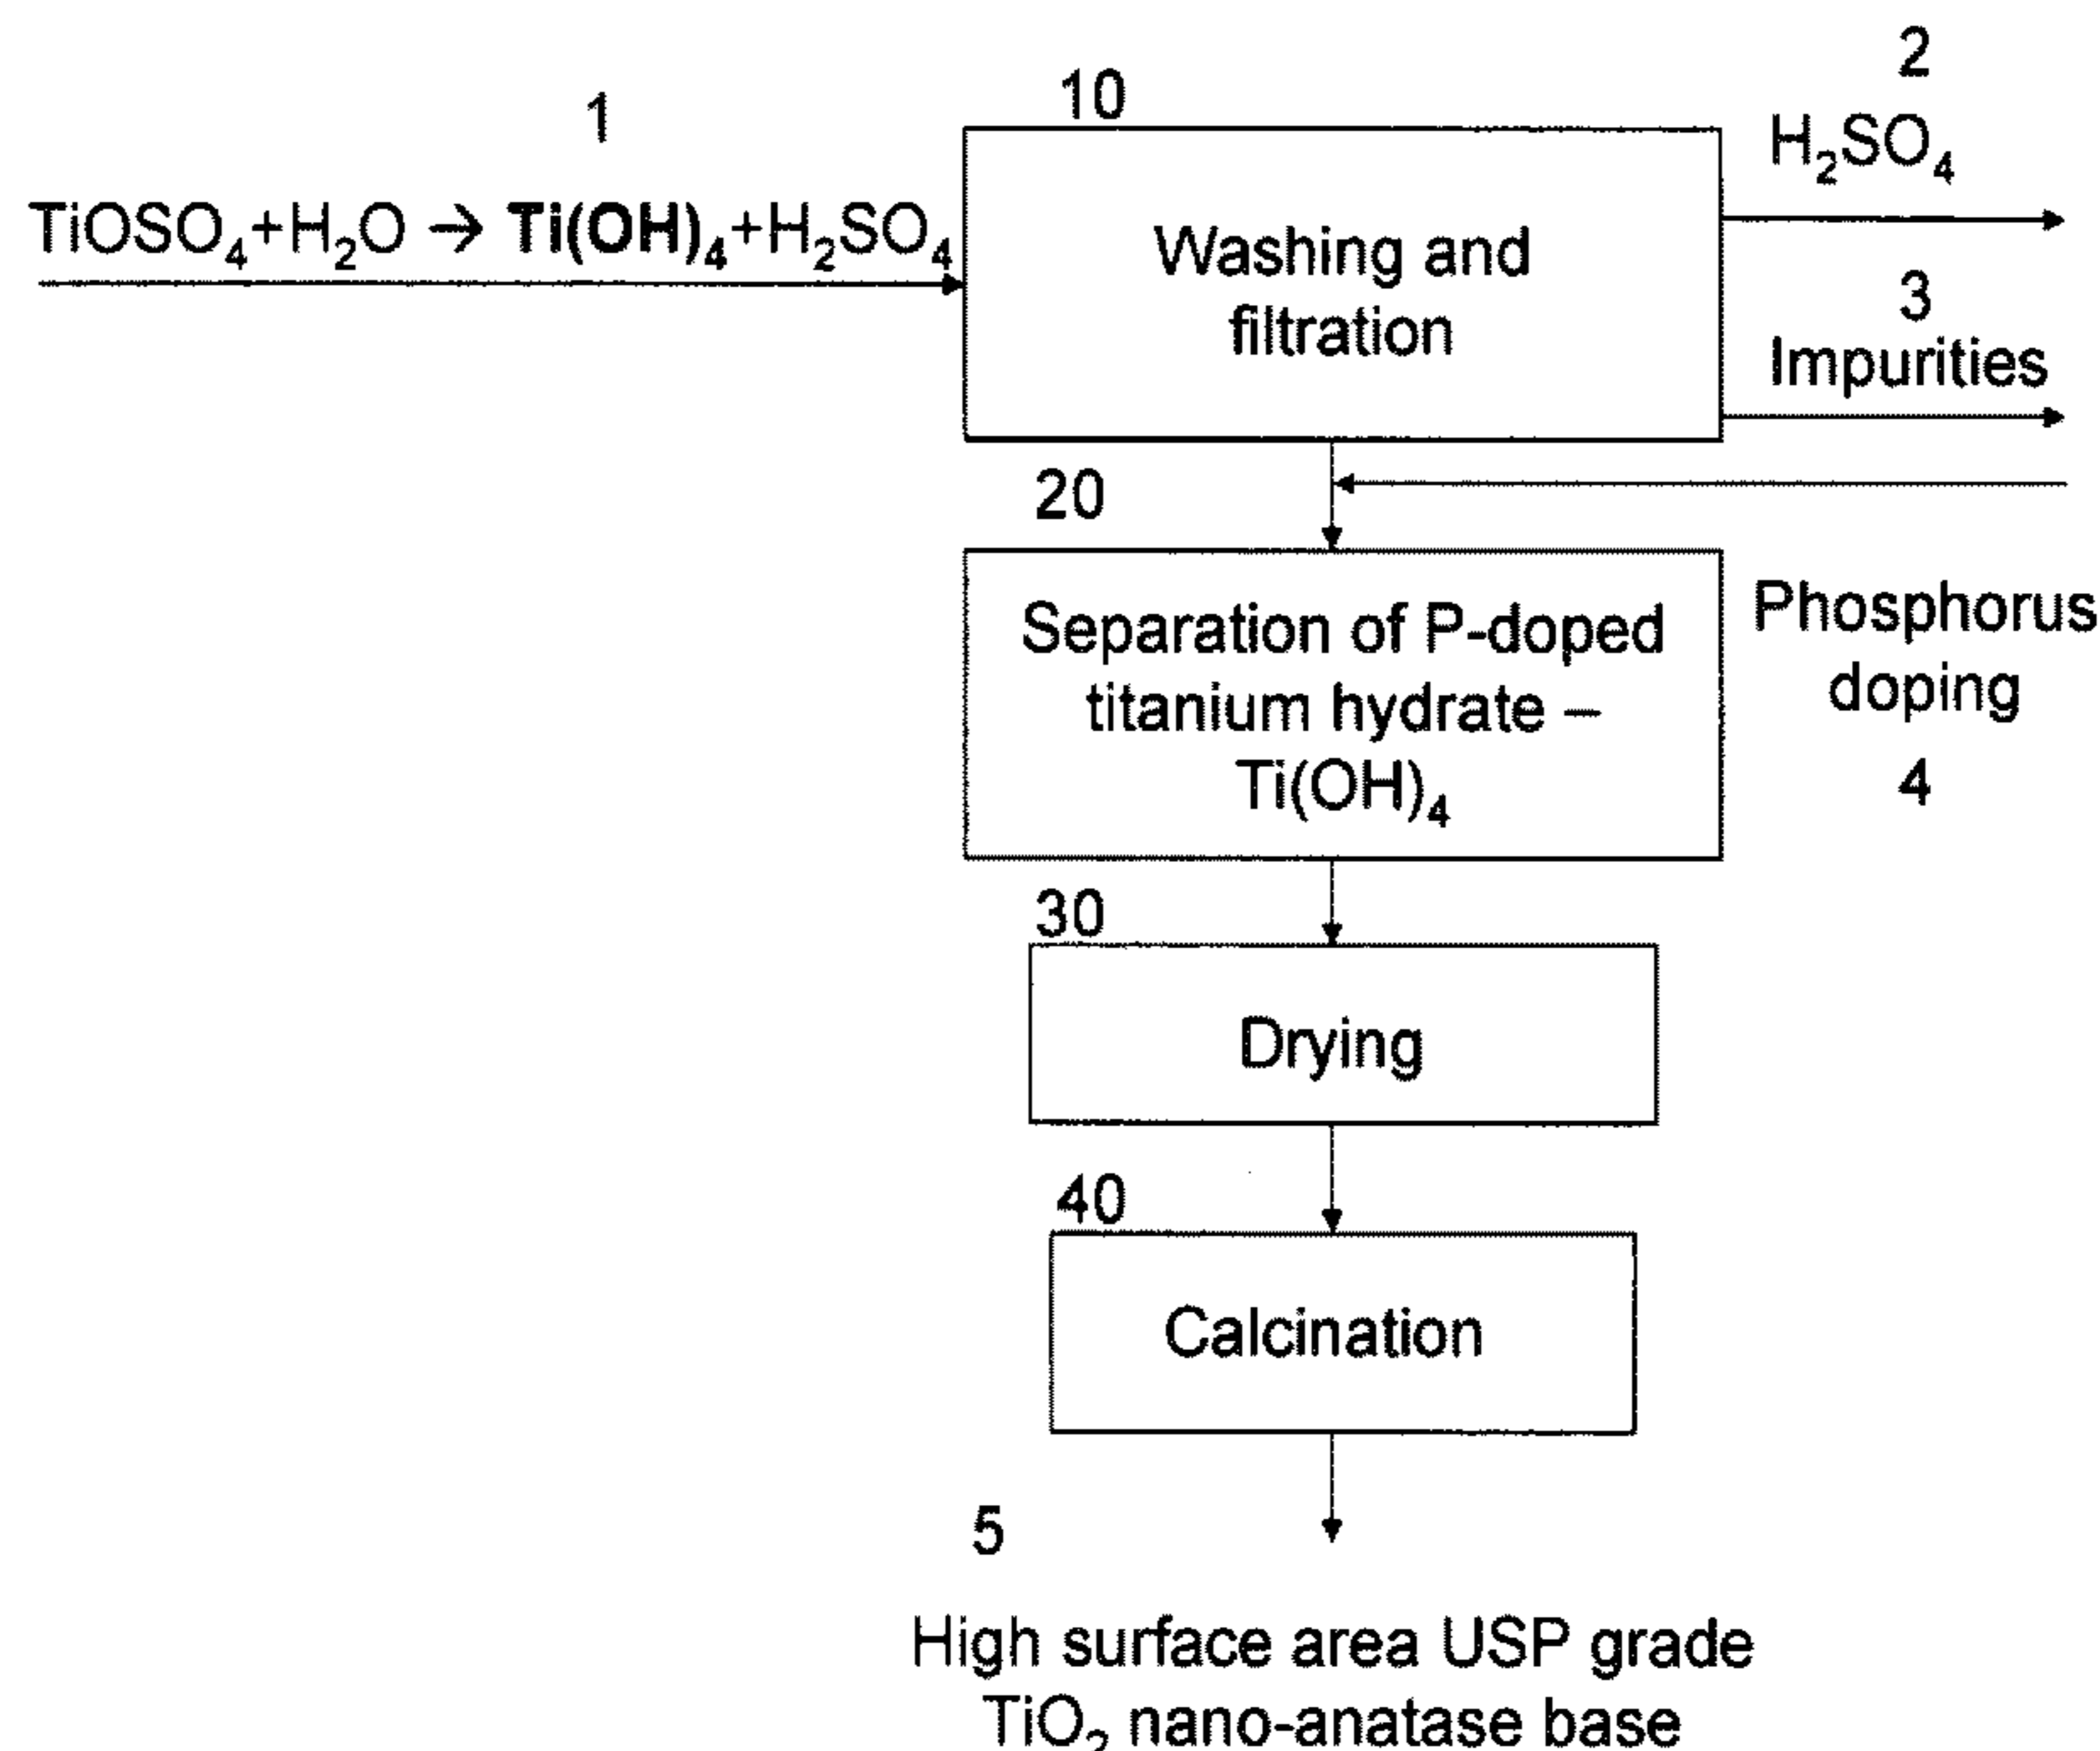 1
TiOSO₄+H₂O → Ti(OH)₄+H₂SO₄
10
Washing and
filtration
2
H₂SO₄
3
Impurities
20
Separation of P-doped
titanium hydrate –
Ti(OH)₄
Phosphorus
doping
4
30
Drying
40
Calcination
5
High surface area USP grade
TiO₂ nano-anatase base